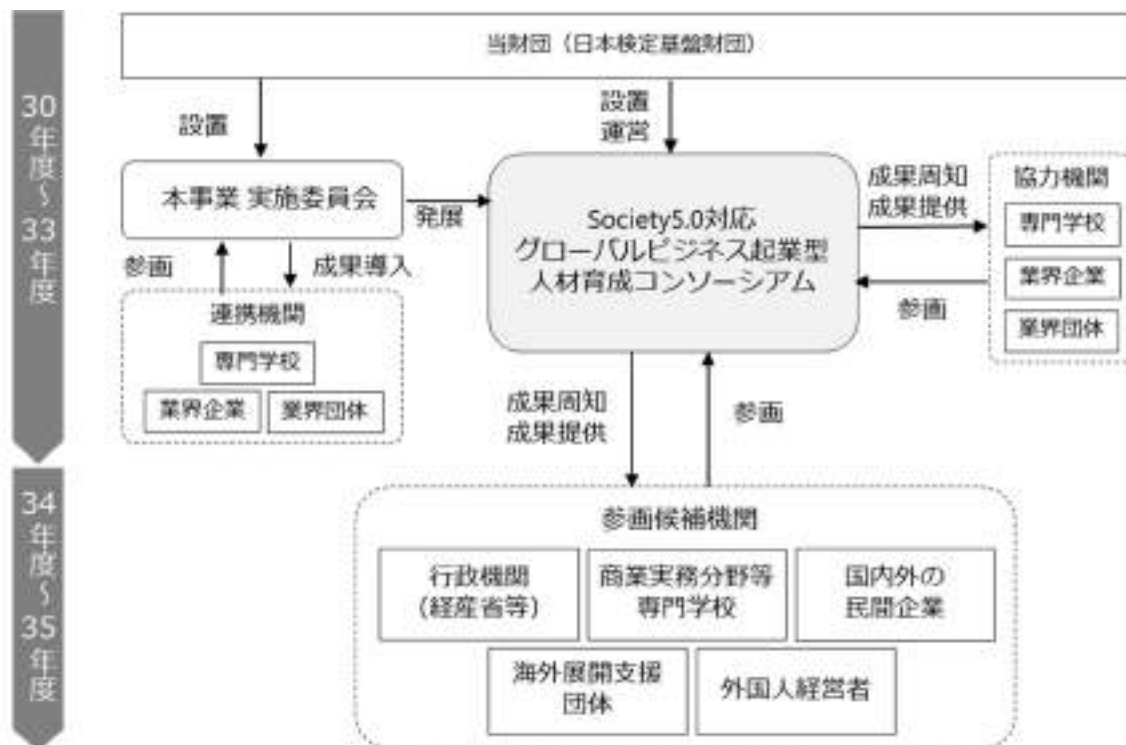 当財団（日本検定基盤財団）
30年度～33年度
設置
設置
運営
本事業 実施委員会
発展
Society5.0対応
グローバルビジネス起業型
人材育成コンソーシアム
成果周知
成果提供
参画
協力機関
専門学校
業界企業
業界団体
参画
成果導入
連携機関
専門学校
業界企業
業界団体
成果周知
成果提供
参画
34年度～35年度
参画候補機関
行政機関
（経産省等）
商業実務分野等
専門学校
国内外の
民間企業
海外展開支援
団体
外国人経営者